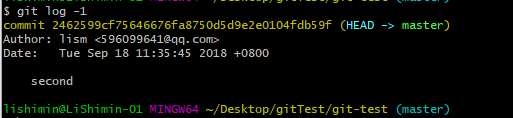 $ git log -1
commit 2462599cf75646676fa8750d5d9e2e0104fdb59f (HEAD -> master)
Author: lism <596099641@qq.com>
Date:   Tue Sep 18 11:35:45 2018 +0800
second
lishimin@LiShimin-01 MINGW64 ~/Desktop/gitTest/git-test (master)